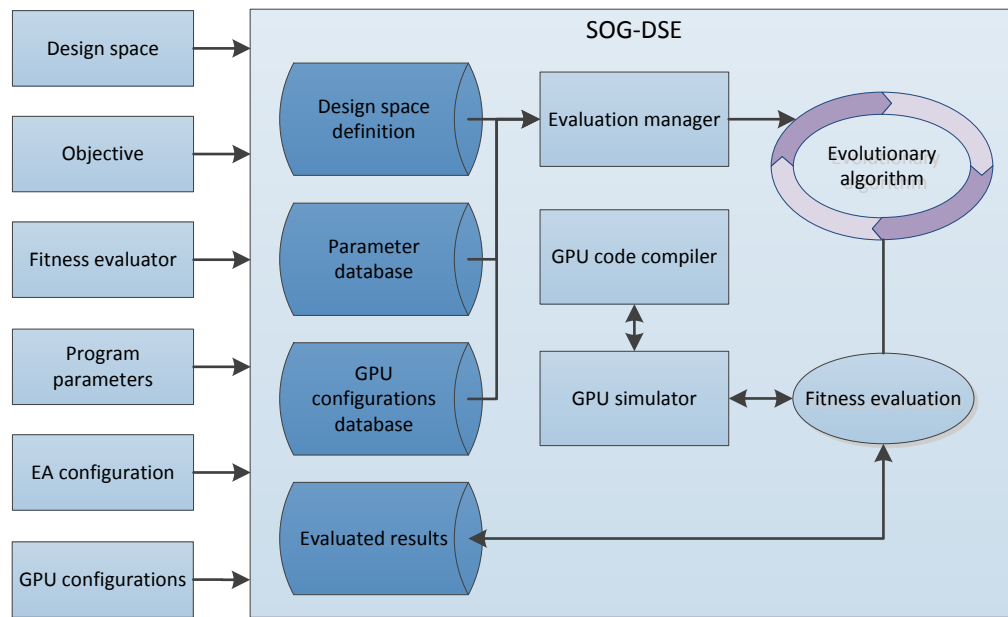 SOG-DSE
Design space
Objective
Fitness evaluator
Program
parameters
EA configuration
GPU configurations
Design space
definition
Parameter
database
GPU
configurations
database
Evaluated results
Evaluation manager
GPU code compiler
GPU simulator
Evolutionary
algorithm
Fitness evaluation